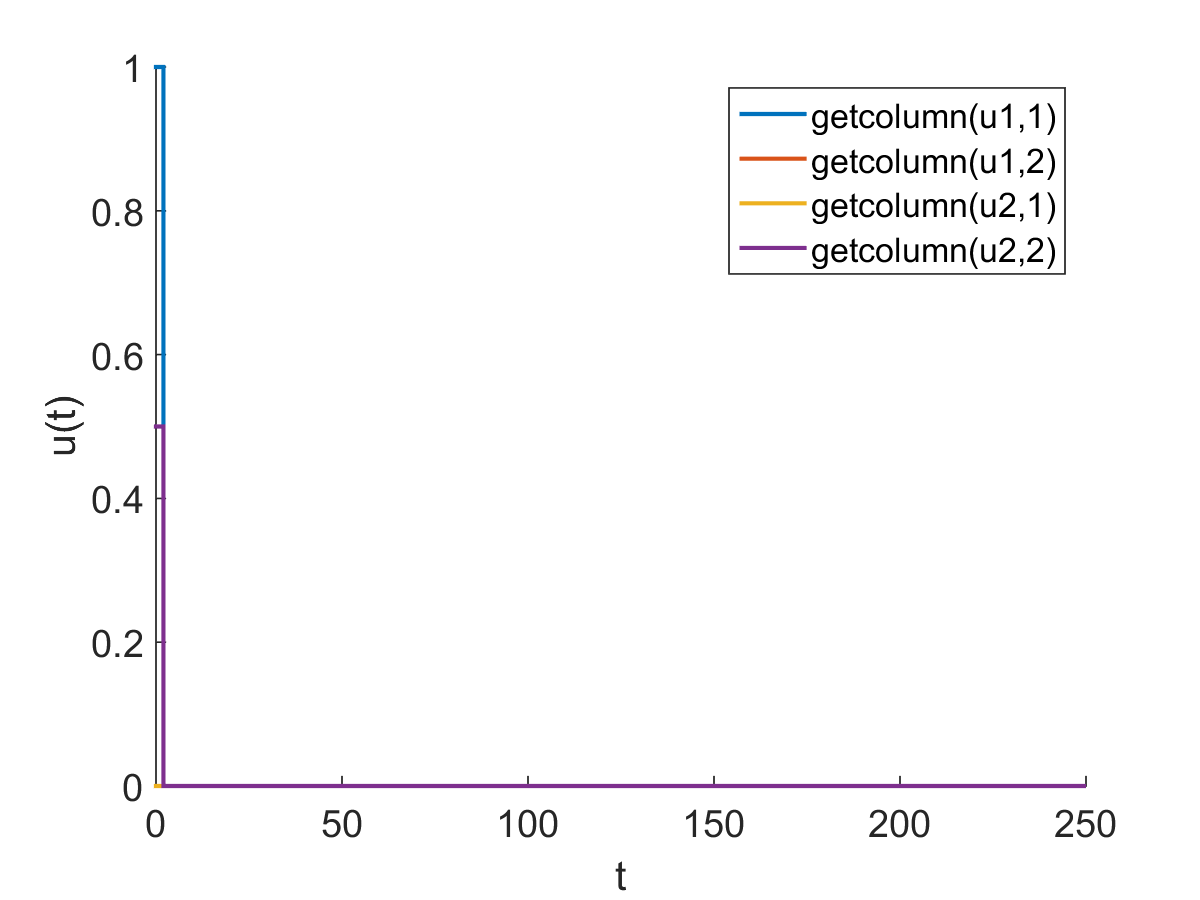 1
0.8
0.6
0.4
0.2
0
u(t)
getcolumn(u1,1)
getcolumn(u1,2)
getcolumn(u2,1)
getcolumn(u2,2)
0 50 100 150 200 250
t